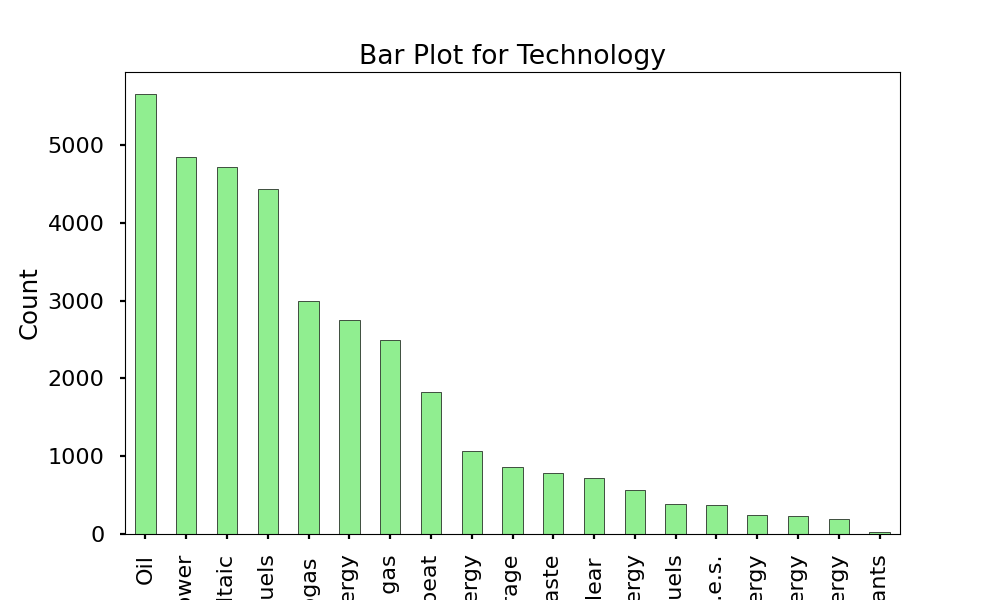 Bar Plot for Technology
Count
5000
4000
3000
2000
1000
0
Oil
ower
ltaic
uels
ogas
ergy
gas
peat
ergy
rage
aste
lear
ergy
uels
.e.s.
ergy
ergy
ergy
ants